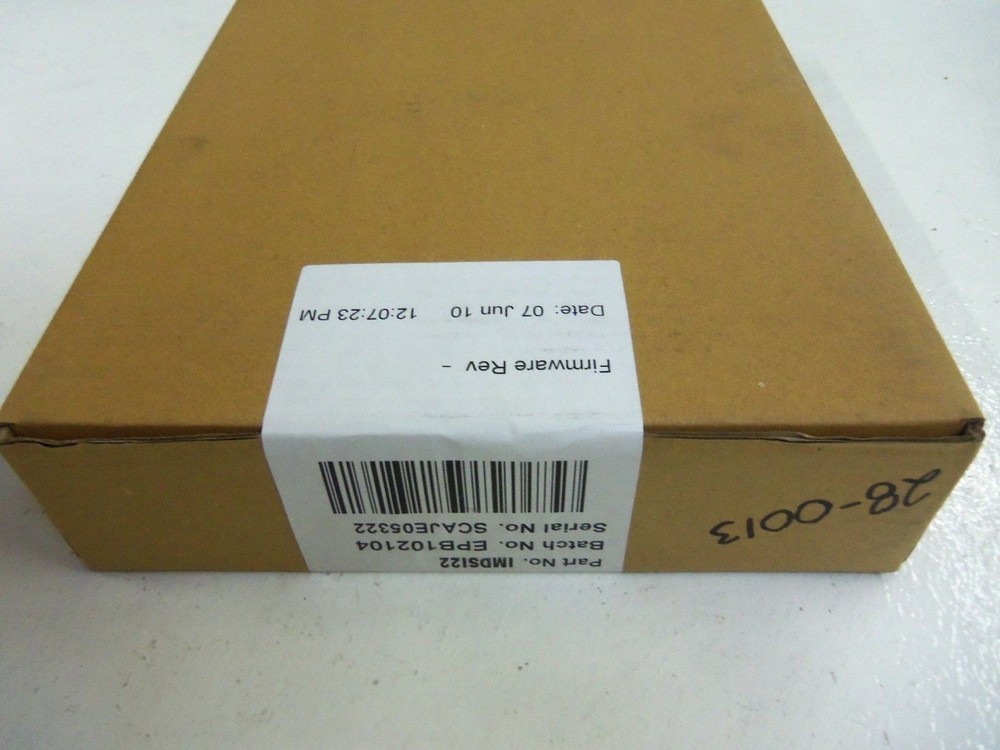 Part No. IMDSI22
Batch No. EPB102104
Serial No. SCAJE05322
Firmware Rev -
Date: 07 Jun 10 12:07:23 PM
28-0013